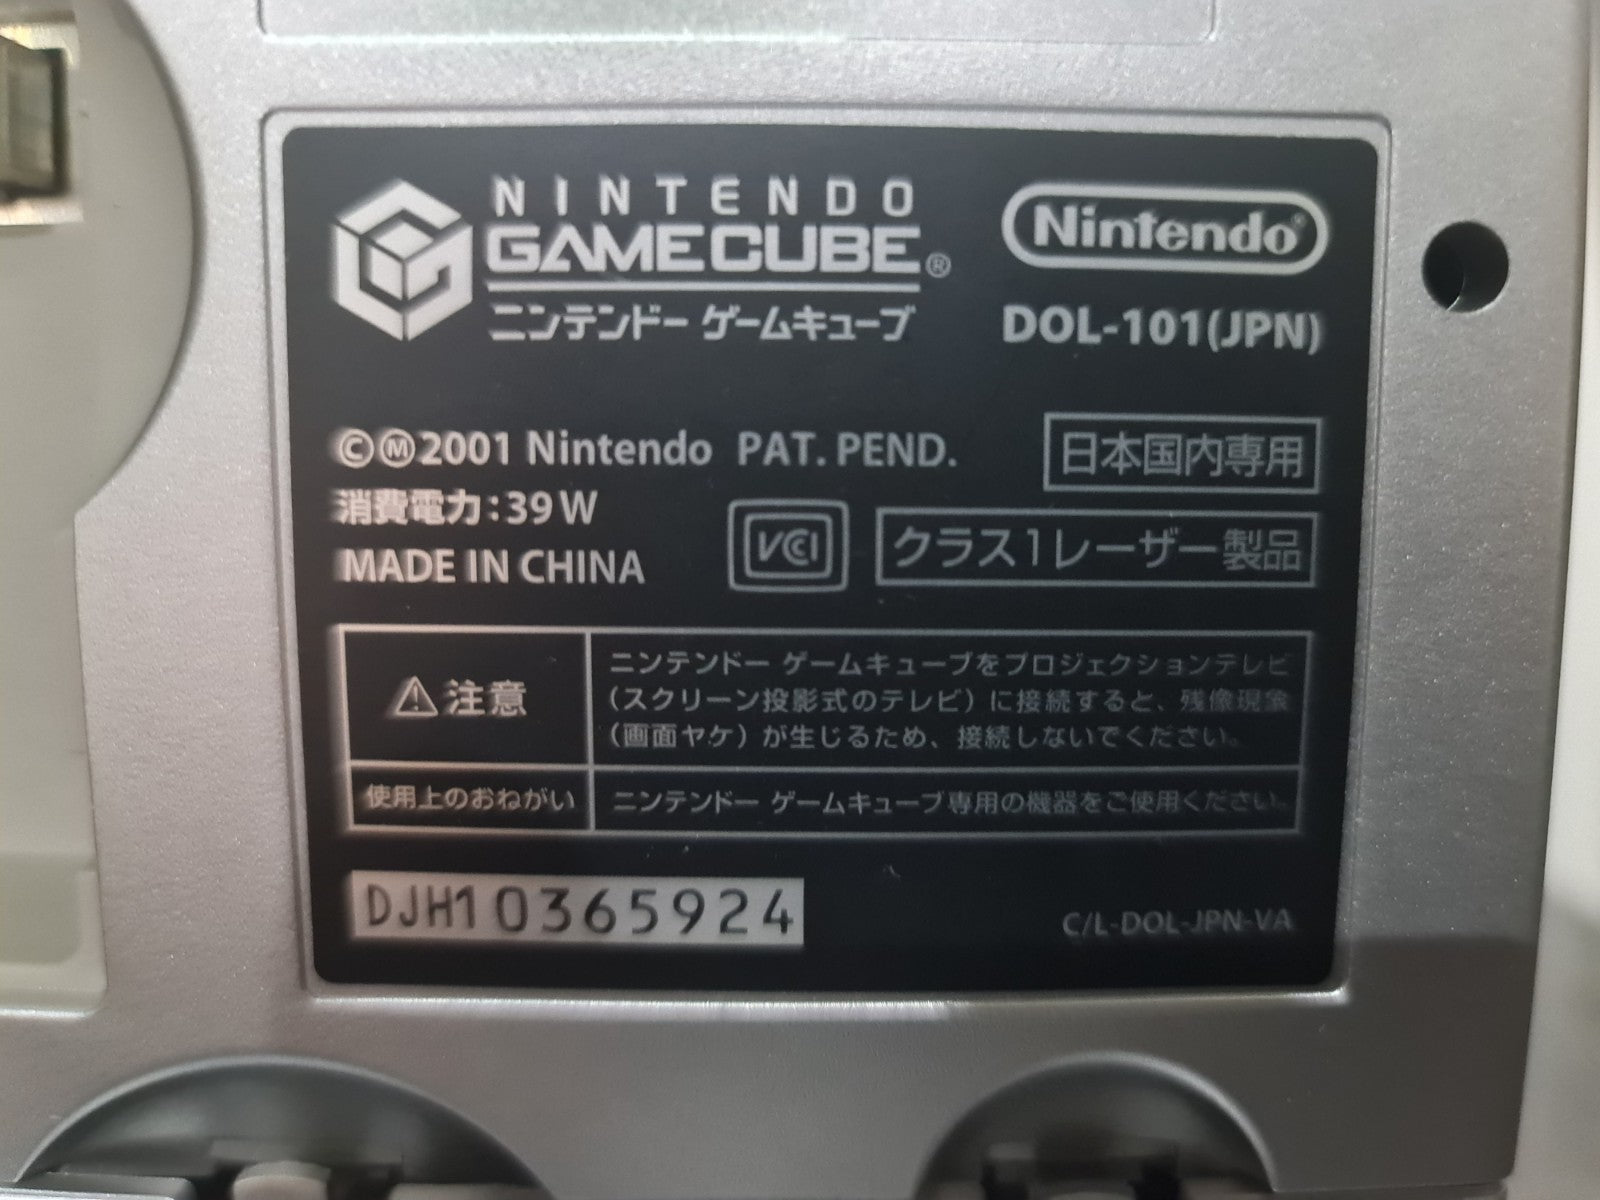 NINTENDO
GAMECUBE®
ニンテンドー ゲームキューブ
Nintendo®
DOL-101(JPN)
©Ⓜ2001 Nintendo PAT. PEND.
日本国内専用
消費電力:39W
MADE IN CHINA
VCI
クラス1レーザー製品
⚠注意
ニンテンドー ゲームキューブをプロジェクションテレビ
(スクリーン投影式のテレビ)に接続すると、残像現象
(画面ヤケ)が生じるため、接続しないでください。
使用上のおねがい
ニンテンドー ゲームキューブ専用の機器をご使用ください。
DJH10365924
C/L-DOL-JPN-VA